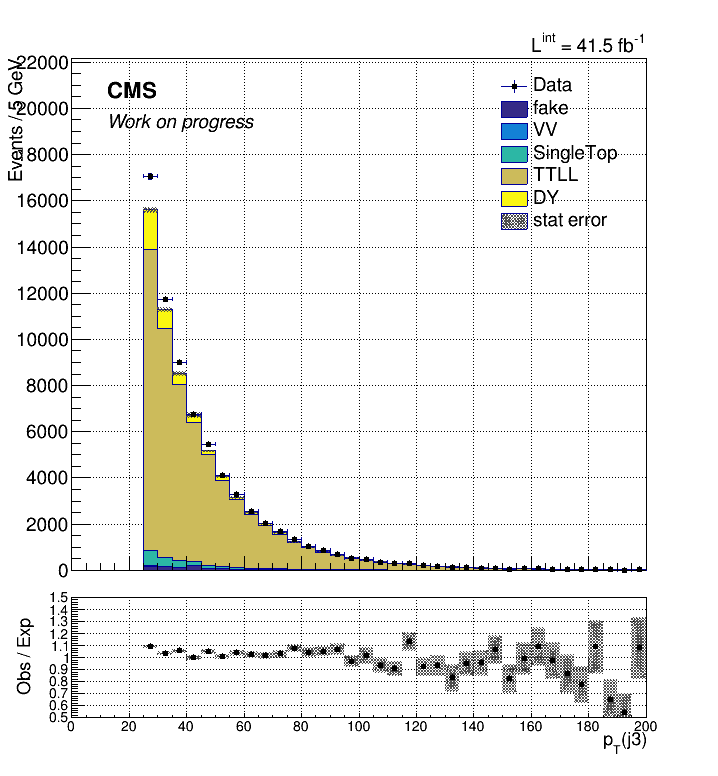 L^int = 41.5 fb^-1
Events / 5 GeV
22000
20000
18000
16000
14000
12000
10000
8000
6000
4000
2000
0
CMS
Work on progress
Data
fake
VV
SingleTop
TTLL
DY
stat error
Obs / Exp
1.5
1.4
1.3
1.2
1.1
1
0.9
0.8
0.7
0.6
0.5
0 20 40 60 80 100 120 140 160 180 200
p_T(j3)